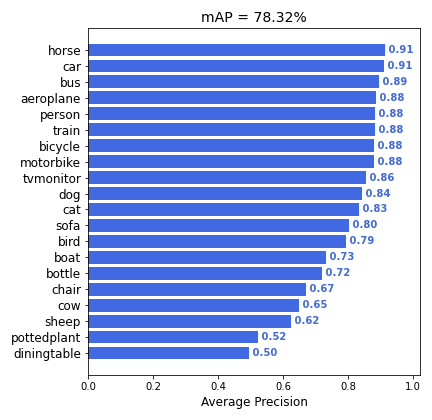 mAP = 78.32%
horse 0.91
car 0.91
bus 0.89
aeroplane 0.88
person 0.88
train 0.88
bicycle 0.88
motorbike 0.88
tvmonitor 0.86
dog 0.84
cat 0.83
sofa 0.80
bird 0.79
boat 0.73
bottle 0.72
chair 0.67
cow 0.65
sheep 0.62
pottedplant 0.52
diningtable 0.50
0.0 0.2 0.4 0.6 0.8 1.0
Average Precision